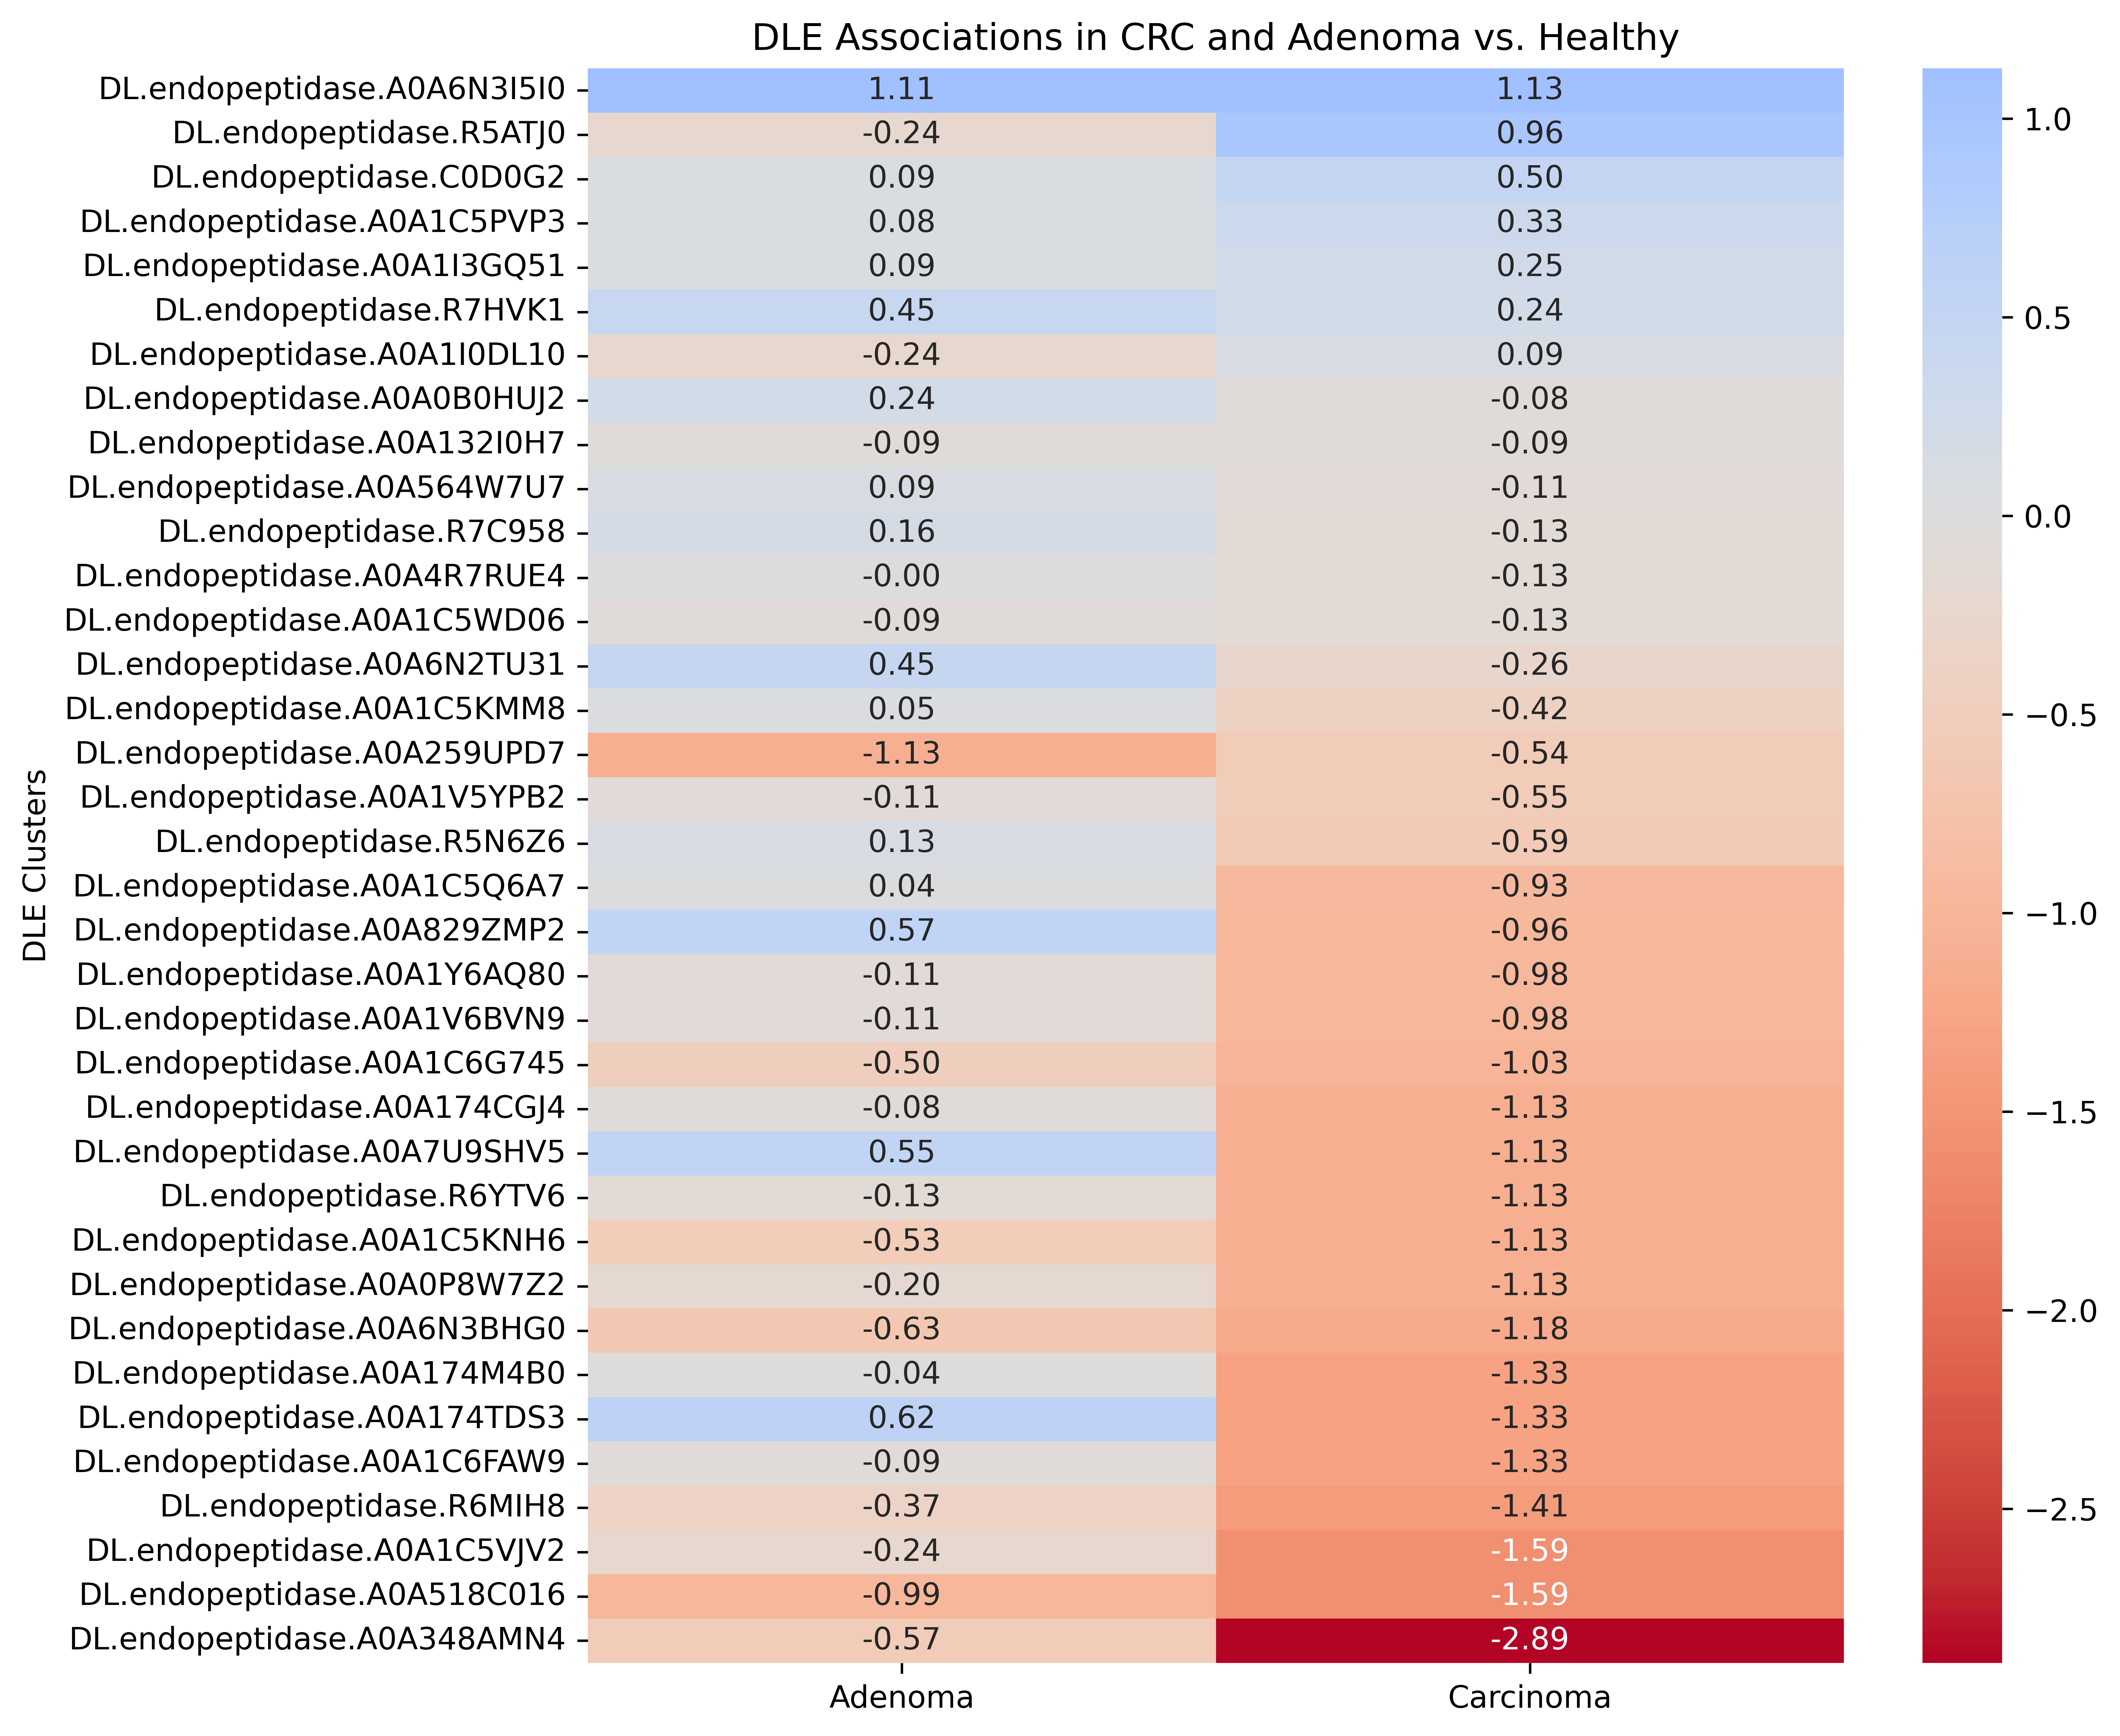 DLE Associations in CRC and Adenoma vs. Healthy
DLE Clusters
DL.endopeptidase.A0A6N3I5I0 1.11 1.13
DL.endopeptidase.R5ATJ0 -0.24 0.96
DL.endopeptidase.C0D0G2 0.09 0.50
DL.endopeptidase.A0A1C5PVP3 0.08 0.33
DL.endopeptidase.A0A1I3GQ51 0.09 0.25
DL.endopeptidase.R7HVK1 0.45 0.24
DL.endopeptidase.A0A1I0DL10 -0.24 0.09
DL.endopeptidase.A0A0B0HUJ2 0.24 -0.08
DL.endopeptidase.A0A132I0H7 -0.09 -0.09
DL.endopeptidase.A0A564W7U7 0.09 -0.11
DL.endopeptidase.R7C958 0.16 -0.13
DL.endopeptidase.A0A4R7RUE4 -0.00 -0.13
DL.endopeptidase.A0A1C5WD06 -0.09 -0.13
DL.endopeptidase.A0A6N2TU31 0.45 -0.26
DL.endopeptidase.A0A1C5KMM8 0.05 -0.42
DL.endopeptidase.A0A259UPD7 -1.13 -0.54
DL.endopeptidase.A0A1V5YPB2 -0.11 -0.55
DL.endopeptidase.R5N6Z6 0.13 -0.59
DL.endopeptidase.A0A1C5Q6A7 0.04 -0.93
DL.endopeptidase.A0A829ZMP2 0.57 -0.96
DL.endopeptidase.A0A1Y6AQ80 -0.11 -0.98
DL.endopeptidase.A0A1V6BVN9 -0.11 -0.98
DL.endopeptidase.A0A1C6G745 -0.50 -1.03
DL.endopeptidase.A0A174CGJ4 -0.08 -1.13
DL.endopeptidase.A0A7U9SHV5 0.55 -1.13
DL.endopeptidase.R6YTV6 -0.13 -1.13
DL.endopeptidase.A0A1C5KNH6 -0.53 -1.13
DL.endopeptidase.A0A0P8W7Z2 -0.20 -1.13
DL.endopeptidase.A0A6N3BHG0 -0.63 -1.18
DL.endopeptidase.A0A174M4B0 -0.04 -1.33
DL.endopeptidase.A0A174TDS3 0.62 -1.33
DL.endopeptidase.A0A1C6FAW9 -0.09 -1.33
DL.endopeptidase.R6MIH8 -0.37 -1.41
DL.endopeptidase.A0A1C5VJV2 -0.24 -1.59
DL.endopeptidase.A0A518C016 -0.99 -1.59
DL.endopeptidase.A0A348AMN4 -0.57 -2.89
Adenoma Carcinoma
1.0
0.5
0.0
−0.5
−1.0
−1.5
−2.0
−2.5